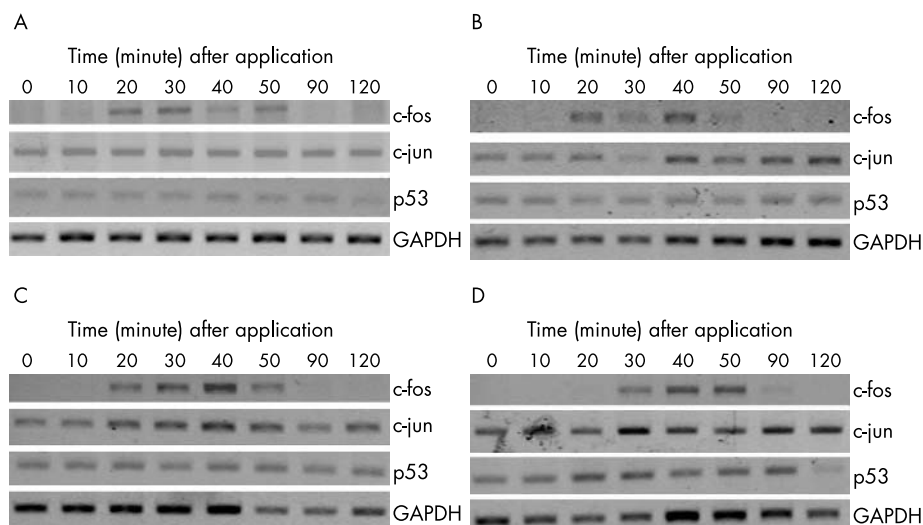 A
Time (minute) after application
0 10 20 30 40 50 90 120
c-fos
c-jun
p53
GAPDH
B
Time (minute) after application
0 10 20 30 40 50 90 120
c-fos
c-jun
p53
GAPDH
C
Time (minute) after application
0 10 20 30 40 50 90 120
c-fos
c-jun
p53
GAPDH
D
Time (minute) after application
0 10 20 30 40 50 90 120
c-fos
c-jun
p53
GAPDH